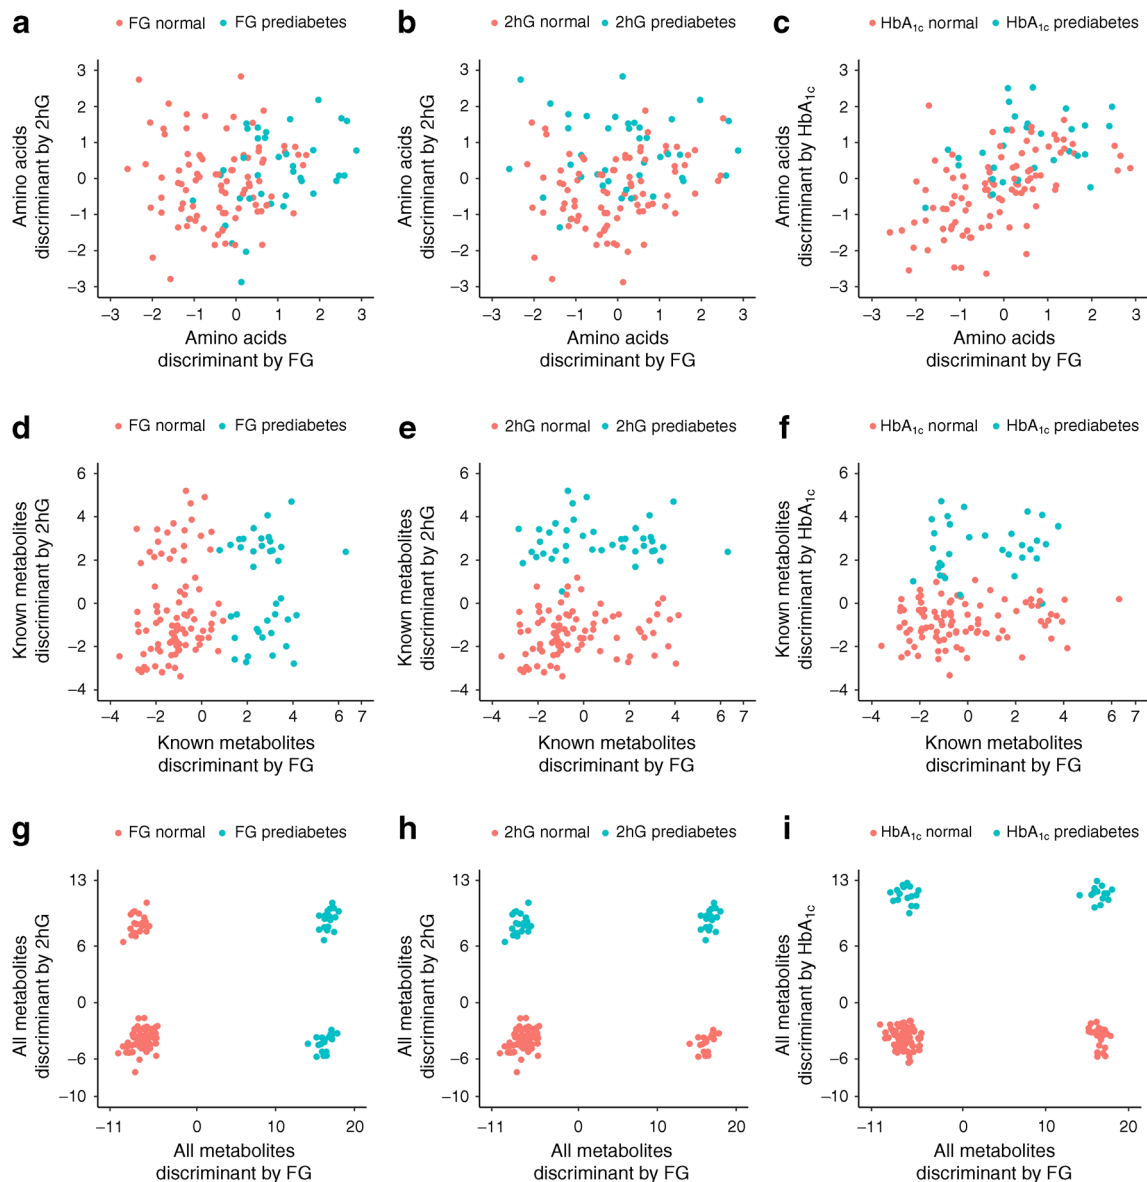 a
FG normal FG prediabetes
Amino acids
discriminant by 2hG
3
2
1
0
−1
−2
−3
−3 −2 −1 0 1 2 3
Amino acids
discriminant by FG
b
2hG normal 2hG prediabetes
Amino acids
discriminant by 2hG
3
2
1
0
−1
−2
−3
−3 −2 −1 0 1 2 3
Amino acids
discriminant by FG
c
HbA1c normal HbA1c prediabetes
Amino acids
discriminant by HbA1c
3
2
1
0
−1
−2
−3
−3 −2 −1 0 1 2 3
Amino acids
discriminant by FG
d
FG normal FG prediabetes
Known metabolites
discriminant by 2hG
6
4
2
0
−2
−4
−4 −2 0 2 4 6 7
Known metabolites
discriminant by FG
e
2hG normal 2hG prediabetes
Known metabolites
discriminant by 2hG
6
4
2
0
−2
−4
−4 −2 0 2 4 6 7
Known metabolites
discriminant by FG
f
HbA1c normal HbA1c prediabetes
Known metabolites
discriminant by HbA1c
6
4
2
0
−2
−4
−4 −2 0 2 4 6 7
Known metabolites
discriminant by FG
g
FG normal FG prediabetes
All metabolites
discriminant by 2hG
13
6
0
−6
−10
−11 0 10 20
All metabolites
discriminant by FG
h
2hG normal 2hG prediabetes
All metabolites
discriminant by 2hG
13
6
0
−6
−10
−11 0 10 20
All metabolites
discriminant by FG
i
HbA1c normal HbA1c prediabetes
All metabolites
discriminant by HbA1c
13
6
0
−6
−10
−11 0 10 20
All metabolites
discriminant by FG